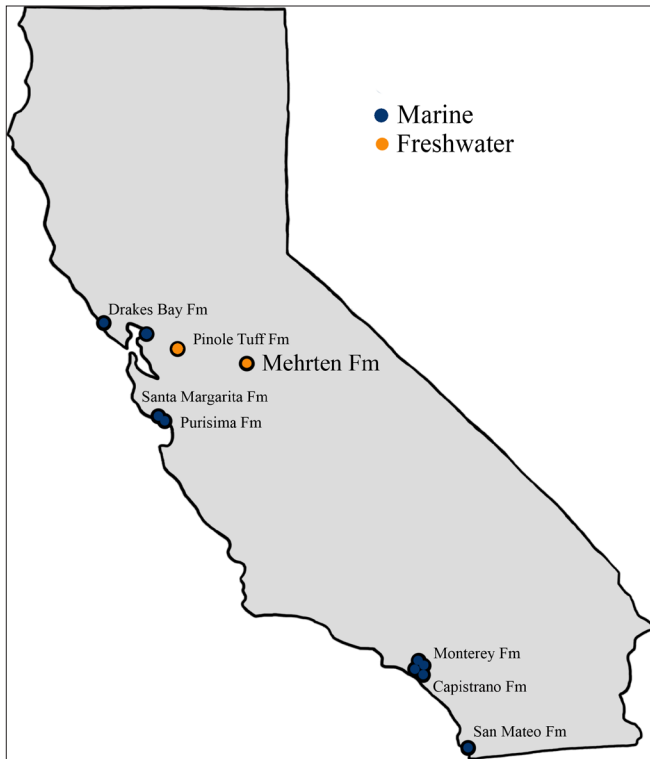 Marine
Freshwater
Drakes Bay Fm
Pinole Tuff Fm
Mehrten Fm
Santa Margarita Fm
Purisima Fm
Monterey Fm
Capistrano Fm
San Mateo Fm